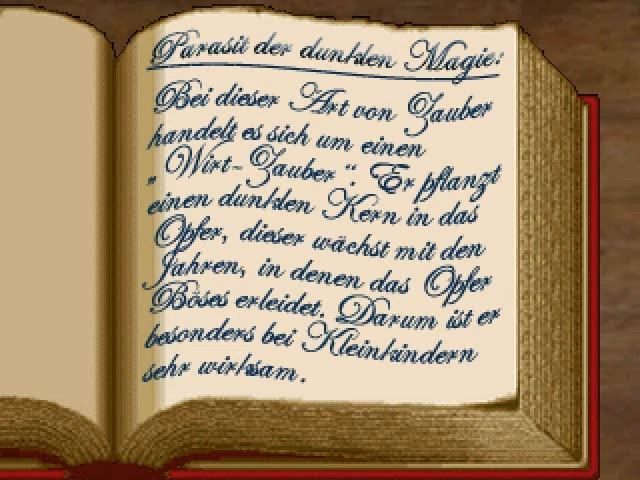 Parasit der dunklen Magie:
Bei dieser Art von Zauber
handelt es sich um einen
„Wirt-Zauber“. Er pflanzt
einen dunklen Kern in das
Opfer, dieser wächst mit den
Jahren, in denen das Opfer
Böses erleidet. Darum ist er
besonders bei Kleinkindern
sehr wirksam.